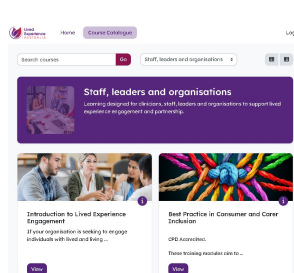 Lived
Experience
AUSTRALIA
Home
Course Catalogue
Log
Search courses
Go
Staff, leaders and organisations
Staff, leaders and organisations
Learning designed for clinicians, staff, leaders and organisations to support lived
experience engagement and partnership.
i
i
Introduction to Lived Experience
Engagement
If your organisation is seeking to engage
individuals with lived and living ...
View
Best Practice in Consumer and Carer
Inclusion
CPD Accredited.
These training modules aim to ...
View